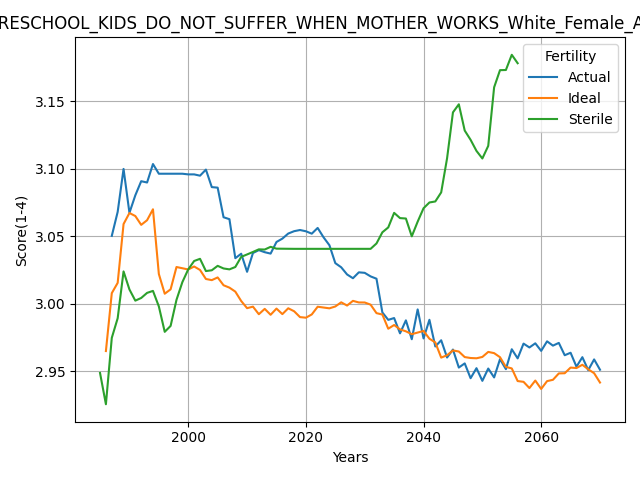 RESCHOOL_KIDS_DO_NOT_SUFFER_WHEN_MOTHER_WORKS_White_Female_A
Fertility
Actual
Ideal
Sterile
3.15
3.10
3.05
3.00
2.95
Score(1-4)
2000 2020 2040 2060
Years